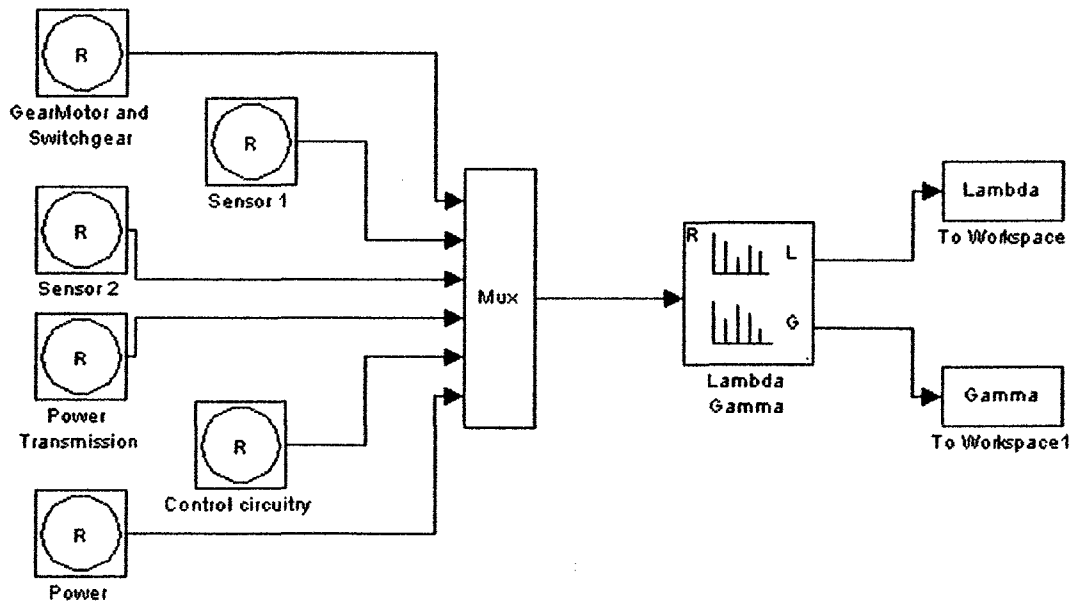 R
GearMotor and
Switchgear
R
Sensor 1
R
Sensor 2
R
Power
Transmission
R
Control circuitry
R
Power
Mux
R
L
G
Lambda
Gamma
Lambda
To Workspace
Gamma
To Workspace1